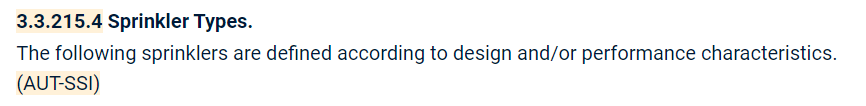 3.3.215.4 Sprinkler Types.
The following sprinklers are defined according to design and/or performance characteristics.
(AUT-SSI)